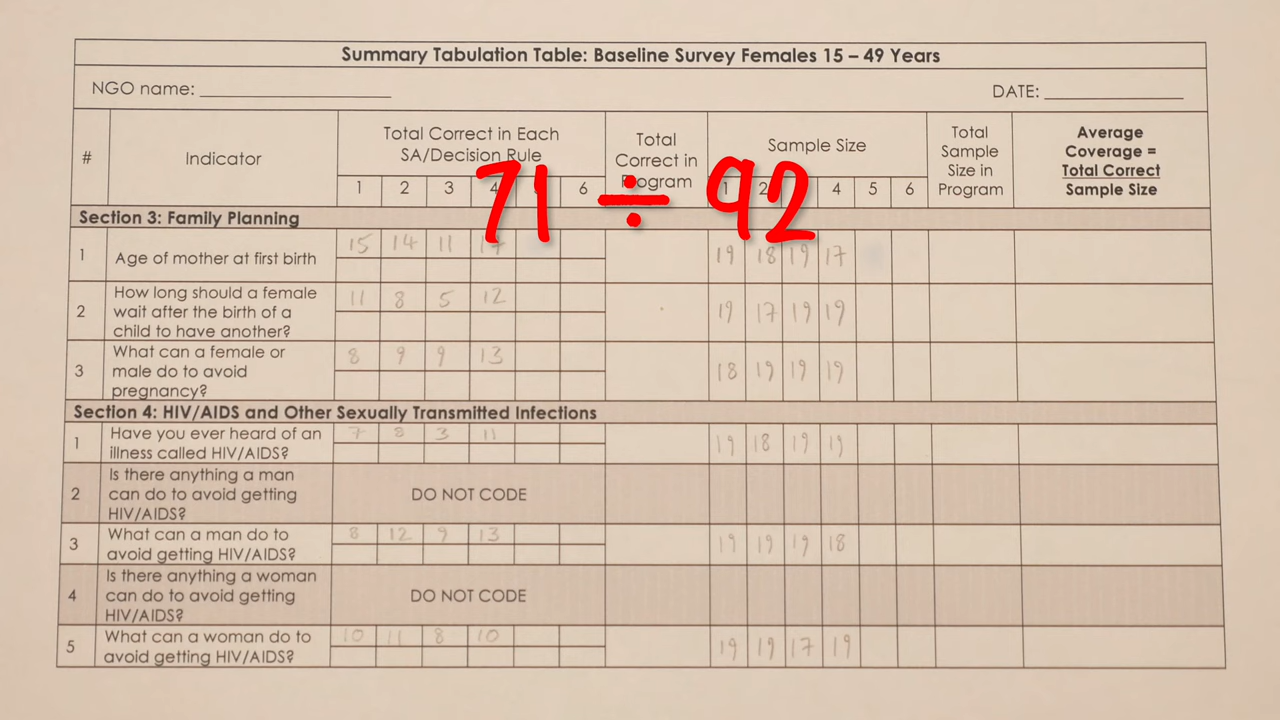 Summary Tabulation Table: Baseline Survey Females 15 – 49 Years
NGO name: ____________________ DATE: ______________
# Indicator Total Correct in Each SA/Decision Rule Total Correct in Program Sample Size Total Sample Size in Program Average Coverage = Total Correct Sample Size
71 ÷ 92
1 2 3 4 6 1 2 4 5 6
Section 3: Family Planning
1 Age of mother at first birth 15 14 11 17 19 18 19 17
2 How long should a female wait after the birth of a child to have another? 11 8 5 12 19 17 19 19
3 What can a female or male do to avoid pregnancy? 8 9 9 13 18 19 19 19
Section 4: HIV/AIDS and Other Sexually Transmitted Infections
1 Have you ever heard of an illness called HIV/AIDS? 7 8 3 11 19 18 19 19
2 Is there anything a man can do to avoid getting HIV/AIDS? DO NOT CODE
3 What can a man do to avoid getting HIV/AIDS? 8 12 9 13 19 19 19 18
4 Is there anything a woman can do to avoid getting HIV/AIDS? DO NOT CODE
5 What can a woman do to avoid getting HIV/AIDS? 10 11 8 10 19 19 17 19